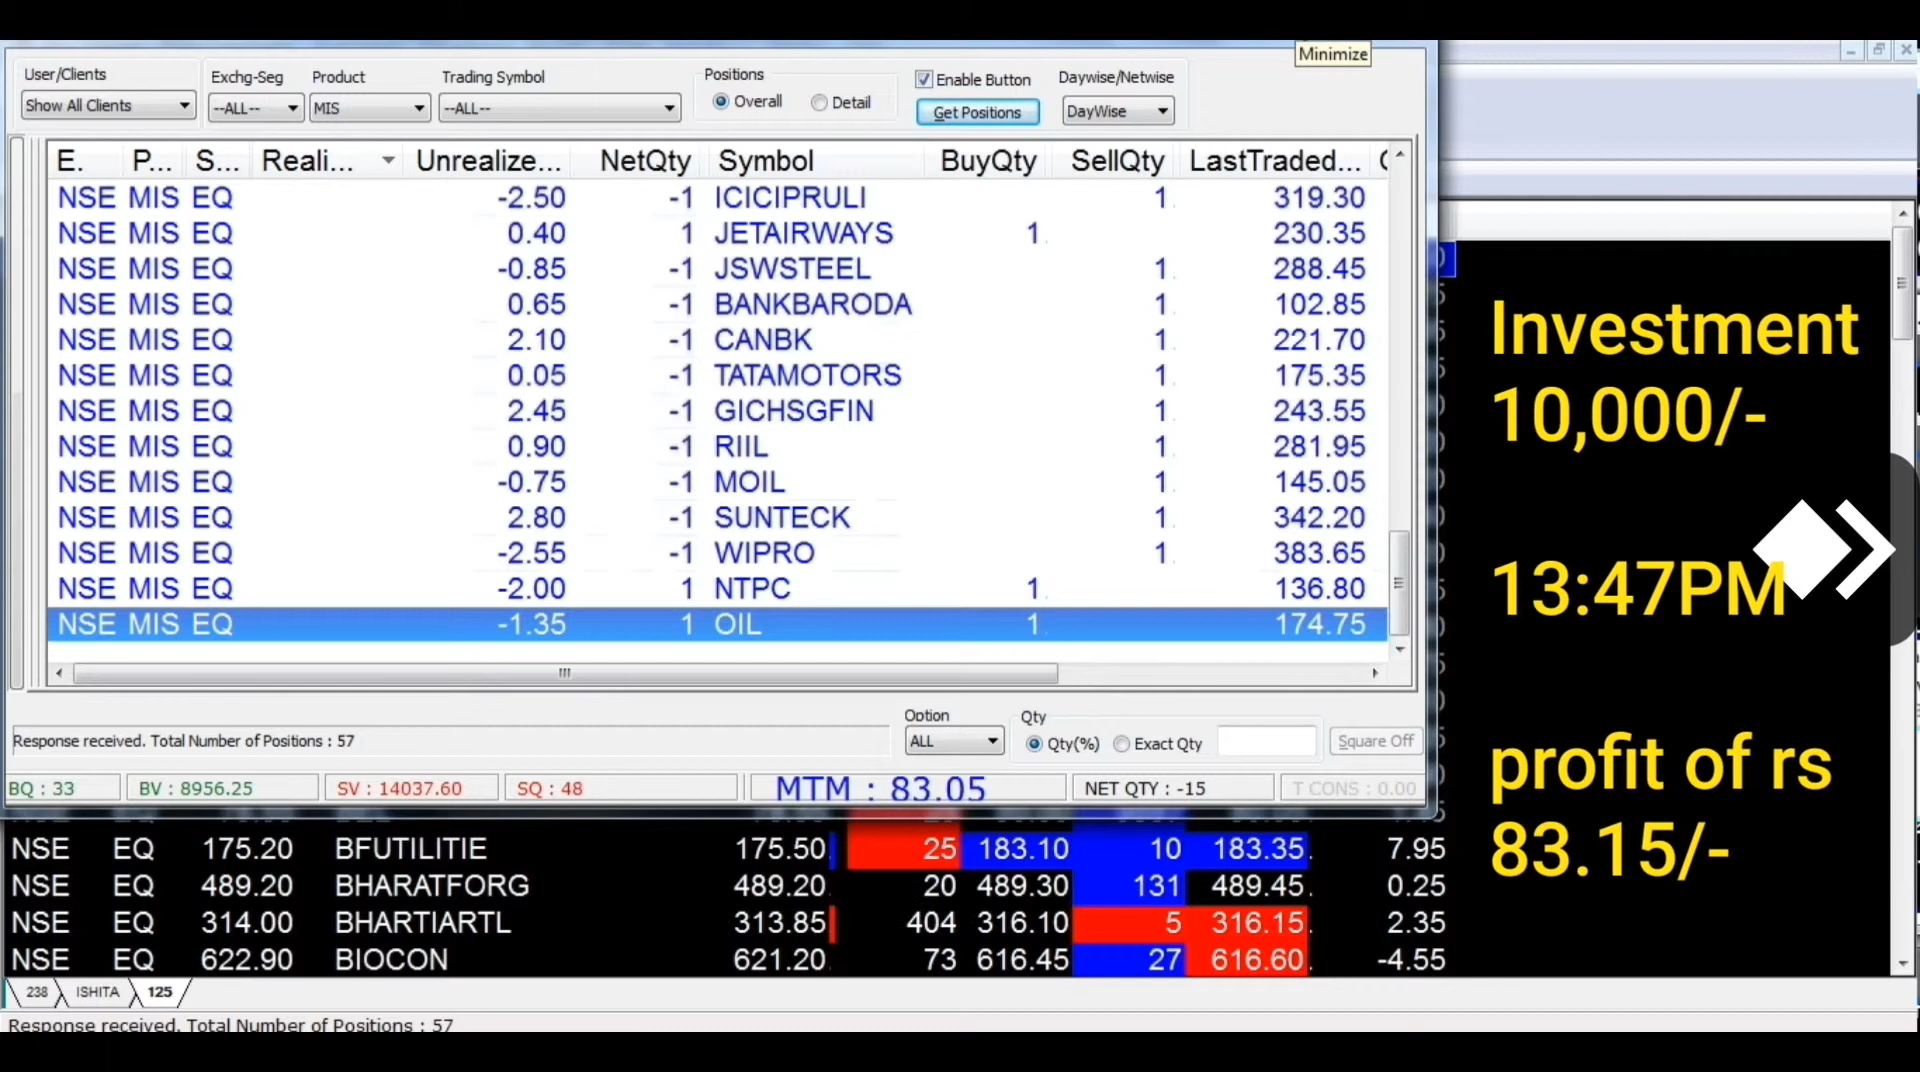 Minimize
User/Clients Exchg-Seg Product Trading Symbol Positions Enable Button Daywise/Netwise
Show All Clients --ALL-- MIS --ALL-- Overall Detail Get Positions DayWise
E. P... S... Reali... Unrealize... NetQty Symbol BuyQty SellQty LastTraded...
NSE MIS EQ -2.50 -1 ICICIPRULI 1 319.30
NSE MIS EQ 0.40 1 JETAIRWAYS 1 230.35
NSE MIS EQ -0.85 -1 JSWSTEEL 1 288.45
NSE MIS EQ 0.65 -1 BANKBARODA 1 102.85
NSE MIS EQ 2.10 -1 CANBK 1 221.70
NSE MIS EQ 0.05 -1 TATAMOTORS 1 175.35
NSE MIS EQ 2.45 -1 GICHSGFIN 1 243.55
NSE MIS EQ 0.90 -1 RIIL 1 281.95
NSE MIS EQ -0.75 -1 MOIL 1 145.05
NSE MIS EQ 2.80 -1 SUNTECK 1 342.20
NSE MIS EQ -2.55 -1 WIPRO 1 383.65
NSE MIS EQ -2.00 1 NTPC 1 136.80
NSE MIS EQ -1.35 1 OIL 1 174.75
Option Qty
Response received. Total Number of Positions : 57 ALL Qty(%) Exact Qty Square Off
BQ : 33 BV : 8956.25 SV : 14037.60 SQ : 48 MTM : 83.05 NET QTY : -15 T CONS : 0.00
NSE EQ 175.20 BFUTILITIE 175.50 25 183.10 10 183.35 7.95
NSE EQ 489.20 BHARATFORG 489.20 20 489.30 131 489.45 0.25
NSE EQ 314.00 BHARTIARTL 313.85 404 316.10 5 316.15 2.35
NSE EQ 622.90 BIOCON 621.20 73 616.45 27 616.60 -4.55
238 ISHITA 125
Response received. Total Number of Positions : 57
Investment
10,000/-
13:47PM
profit of rs
83.15/-